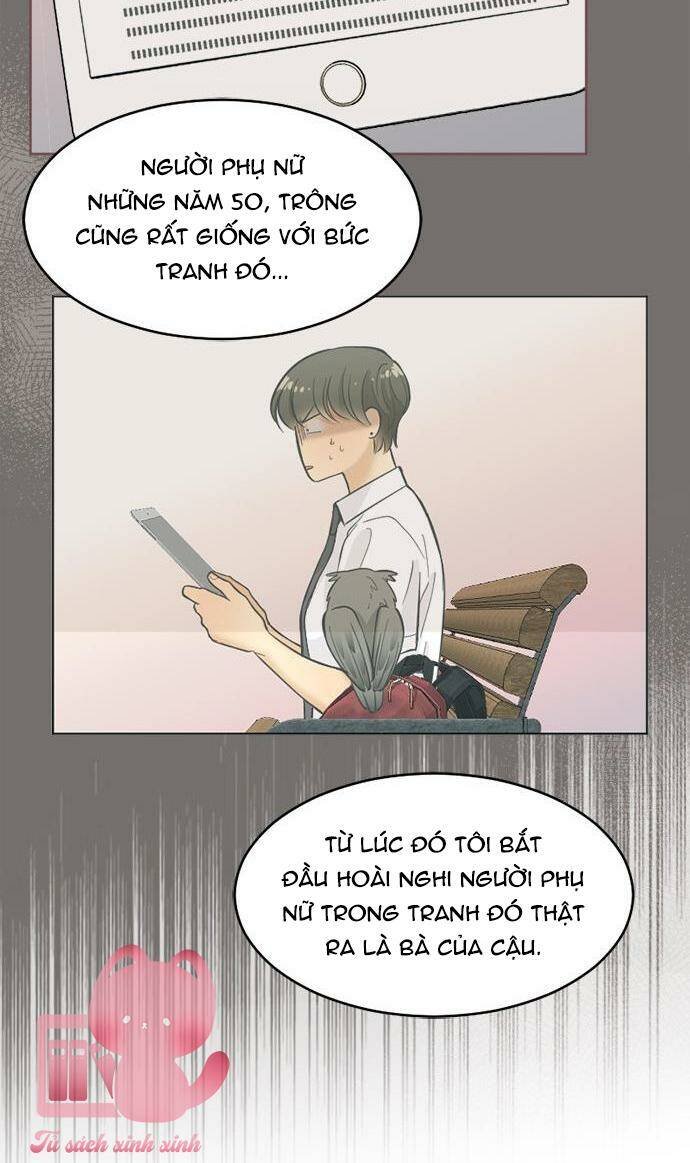 NGƯỜI PHỤ NỮ
NHỮNG NĂM 50, TRÔNG
CŨNG RẤT GIỐNG VỚI BỨC
TRANH ĐÓ...
TỪ LÚC ĐÓ TÔI BẮT
ĐẦU HOÀI NGHI NGƯỜI PHỤ
NỮ TRONG TRANH ĐÓ THẬT
RA LÀ BÀ CỦA CẬU.
Tủ sách xinh xinh